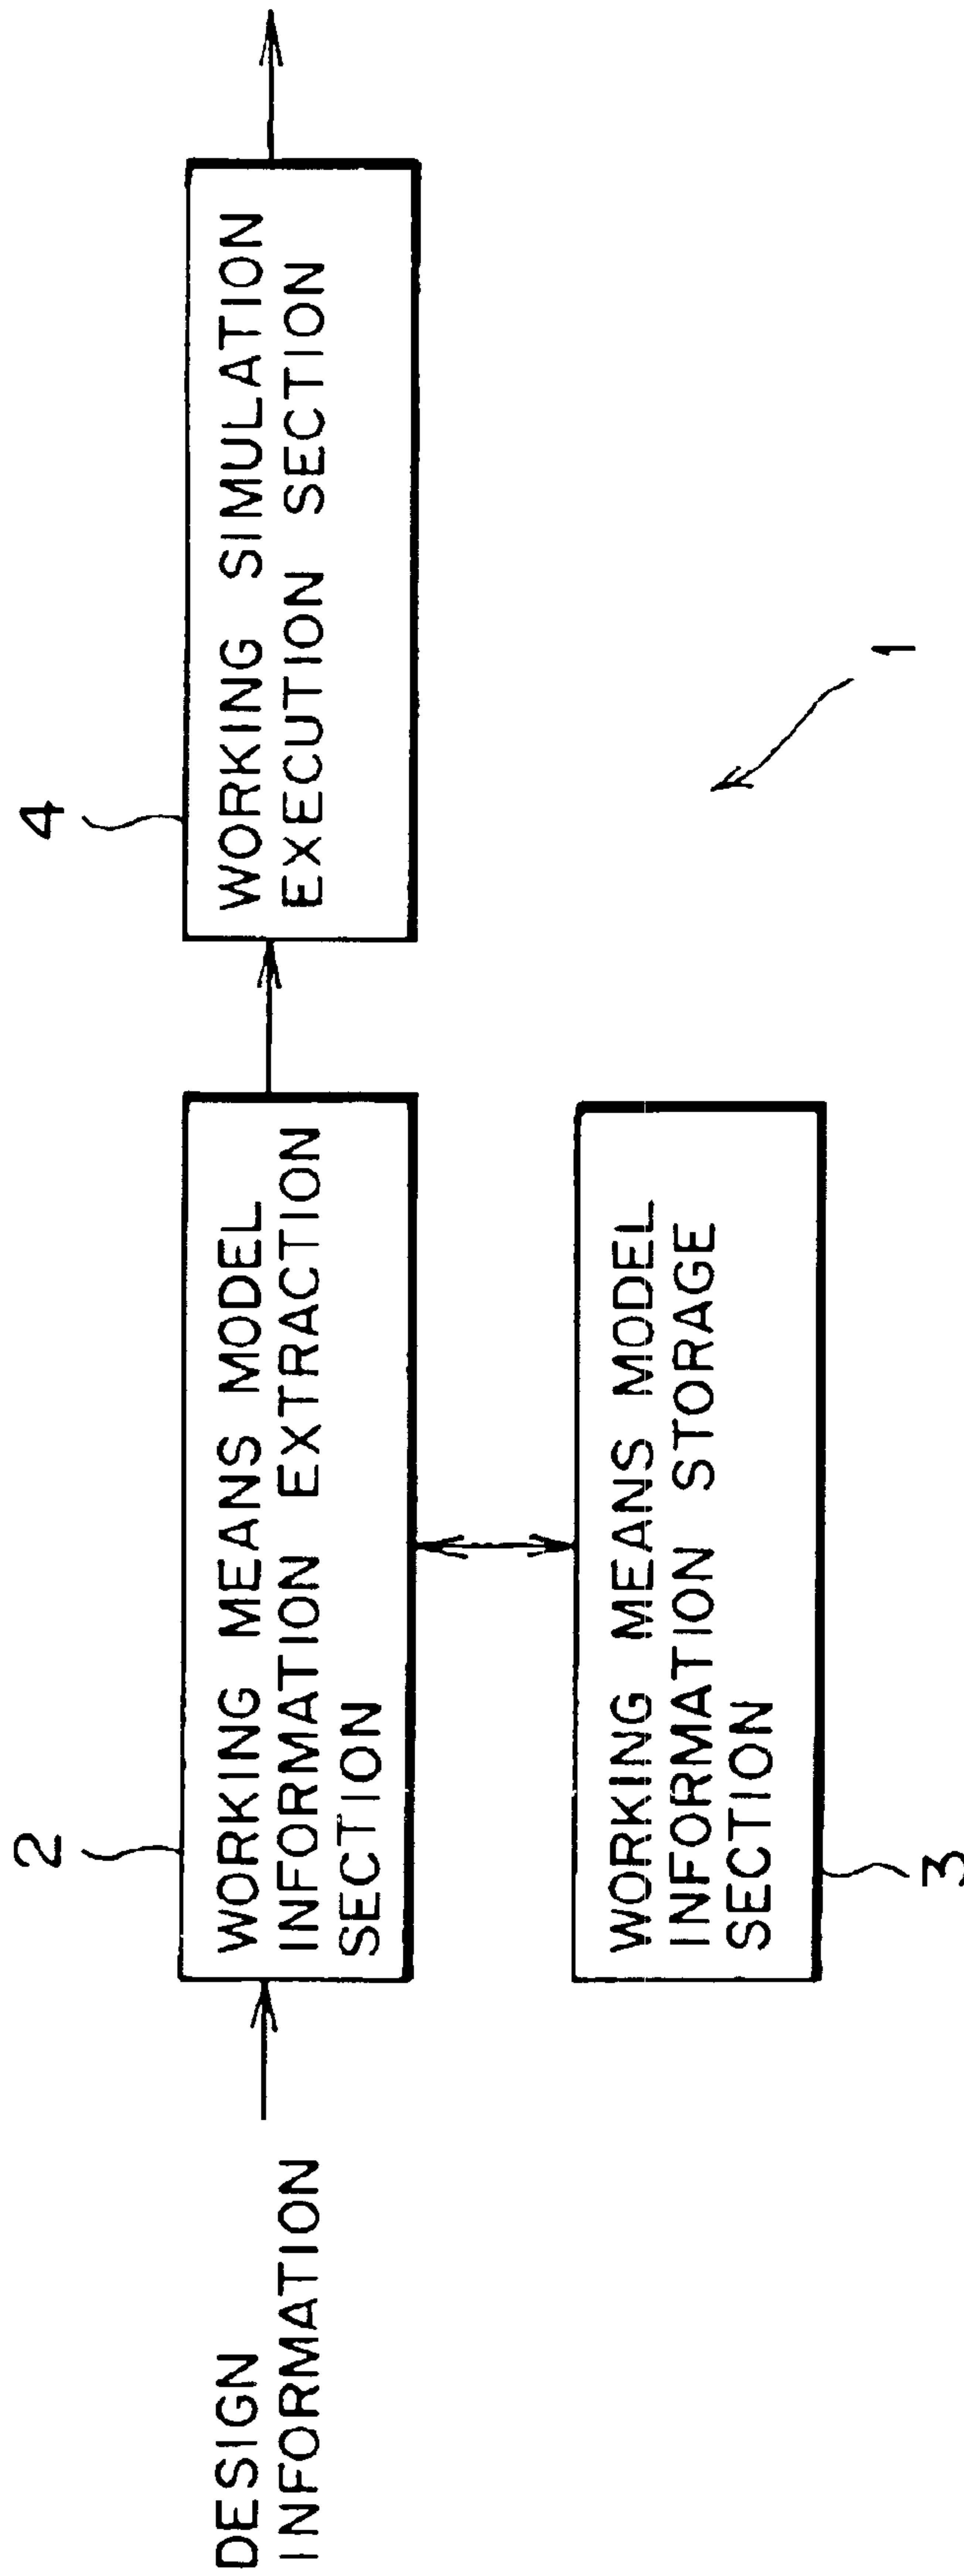 DESIGN
INFORMATION
2
WORKING MEANS MODEL
INFORMATION EXTRACTION
SECTION
4
WORKING SIMULATION
EXECUTION SECTION
WORKING MEANS MODEL
INFORMATION STORAGE
SECTION
3
1